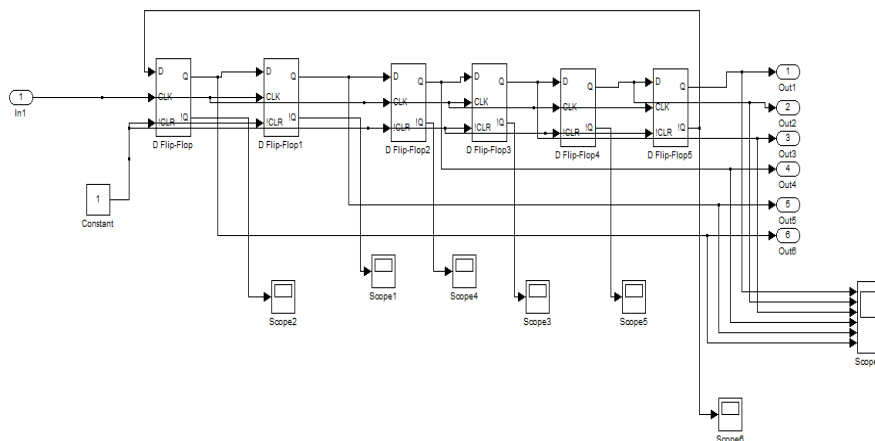 D Q
CLK
!CLR !Q
D Flip-Flop
D Q
CLK
!CLR !Q
D Flip-Flop1
D Q
CLK
!CLR !Q
D Flip-Flop2
D Q
CLK
!CLR !Q
D Flip-Flop3
D Q
CLK
!CLR !Q
D Flip-Flop4
D Q
CLK
!CLR !Q
D Flip-Flop5
1
In1
1
Constant
1
Out1
2
Out2
3
Out3
4
Out4
5
Out5
6
Out6
Scope2
Scope1
Scope4
Scope3
Scope5
Scope
Scope6